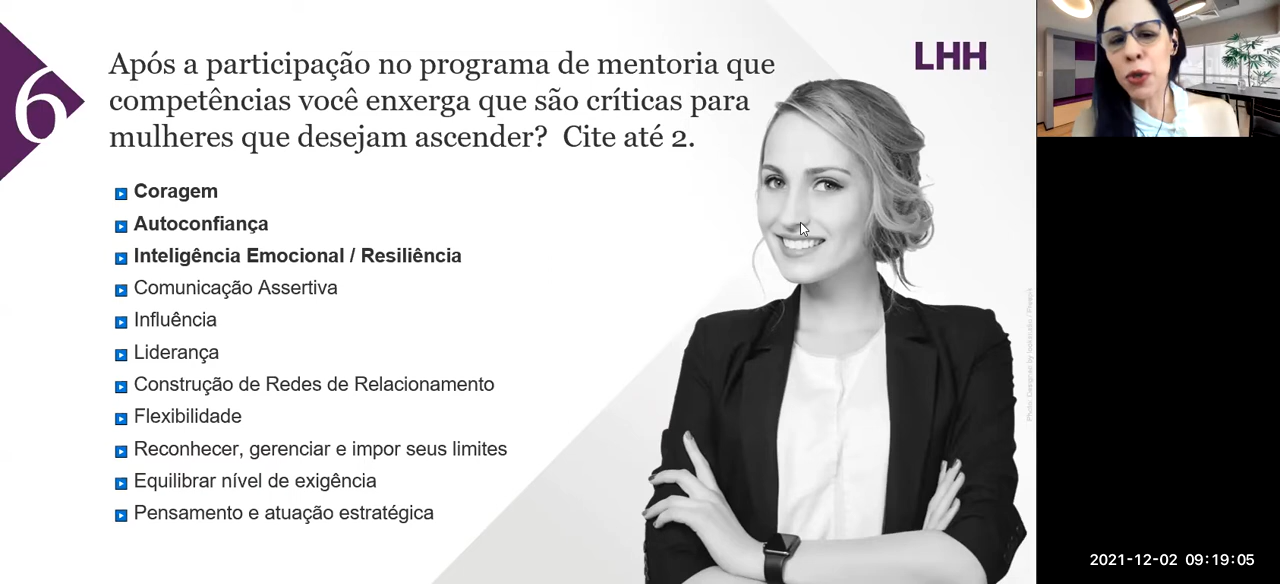 6
Após a participação no programa de mentoria que
competências você enxerga que são críticas para
mulheres que desejam ascender?  Cite até 2.
LHH
Coragem
Autoconfiança
Inteligência Emocional / Resiliência
Comunicação Assertiva
Influência
Liderança
Construção de Redes de Relacionamento
Flexibilidade
Reconhecer, gerenciar e impor seus limites
Equilibrar nível de exigência
Pensamento e atuação estratégica
2021-12-02 09:19:05